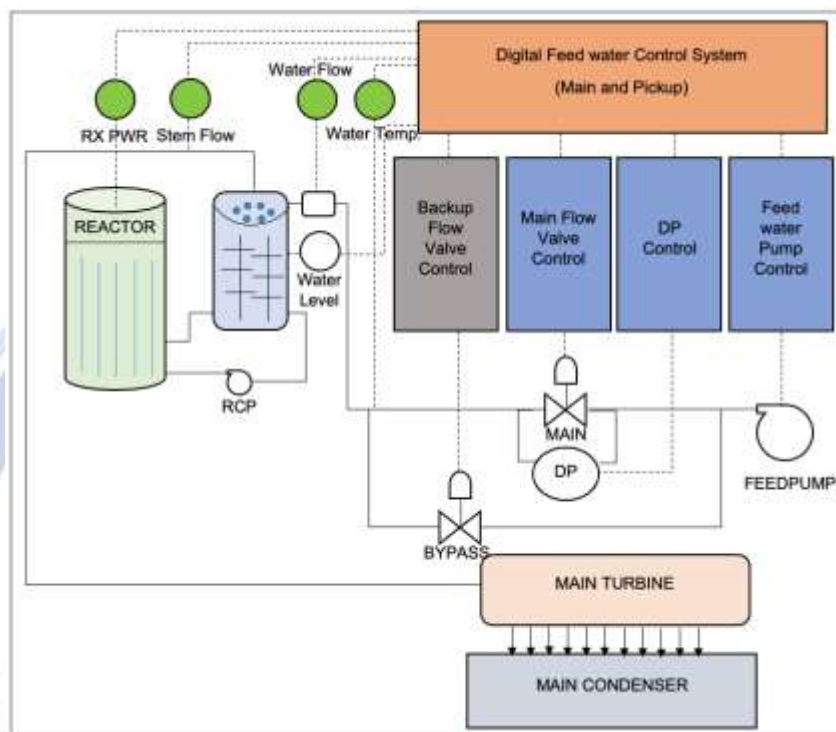 Digital Feed water Control System
(Main and Pickup)
Water Flow
RX PWR
Stem Flow
Water Temp.
REACTOR
Backup
Flow
Valve
Control
Main Flow
Valve
Control
DP
Control
Feed
water
Pump
Control
Water
Level
RCP
MAIN
DP
FEEDPUMP
BYPASS
MAIN TURBINE
MAIN CONDENSER